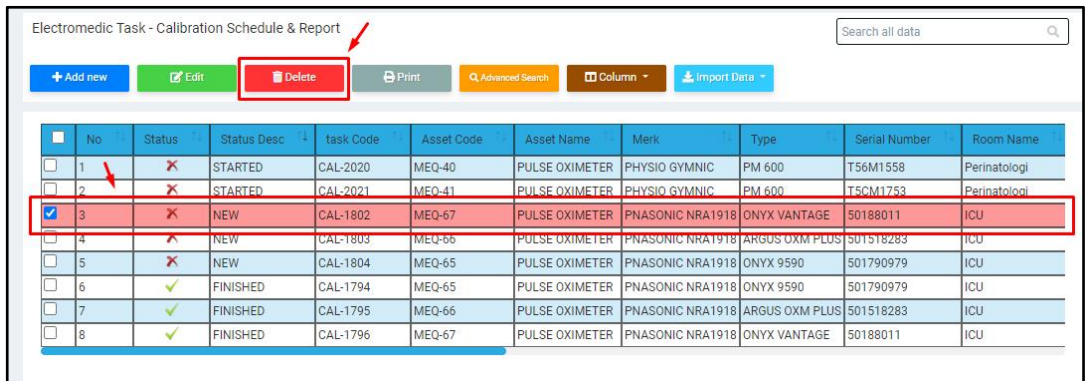 Electromedic Task - Calibration Schedule & Report Search all data
Add new Edit Delete Print Advanced Search Column Import Data
No Status Status Desc task Code Asset Code Asset Name Merk Type Serial Number Room Name
1 STARTED CAL-2020 MEQ-40 PULSE OXIMETER PHYSIO GYMNIC PM 600 T56M1558 Perinatologi
2 STARTED CAL-2021 MEQ-41 PULSE OXIMETER PHYSIO GYMNIC PM 600 T5CM1753 Perinatologi
3 NEW CAL-1802 MEQ-67 PULSE OXIMETER PNASONIC NRA1918 ONYX VANTAGE 50188011 ICU
4 NEW CAL-1803 MEQ-66 PULSE OXIMETER PNASONIC NRA1918 ARGUS OXM PLUS 501518283 ICU
5 NEW CAL-1804 MEQ-65 PULSE OXIMETER PNASONIC NRA1918 ONYX 9590 501790979 ICU
6 FINISHED CAL-1794 MEQ-65 PULSE OXIMETER PNASONIC NRA1918 ONYX 9590 501790979 ICU
7 FINISHED CAL-1795 MEQ-66 PULSE OXIMETER PNASONIC NRA1918 ARGUS OXM PLUS 501518283 ICU
8 FINISHED CAL-1796 MEQ-67 PULSE OXIMETER PNASONIC NRA1918 ONYX VANTAGE 50188011 ICU